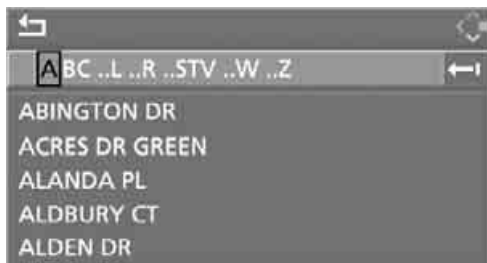 ABC ..L ..R ..STV ..W ..Z
ABINGTON DR
ACRES DR GREEN
ALANDA PL
ALDBURY CT
ALDEN DR